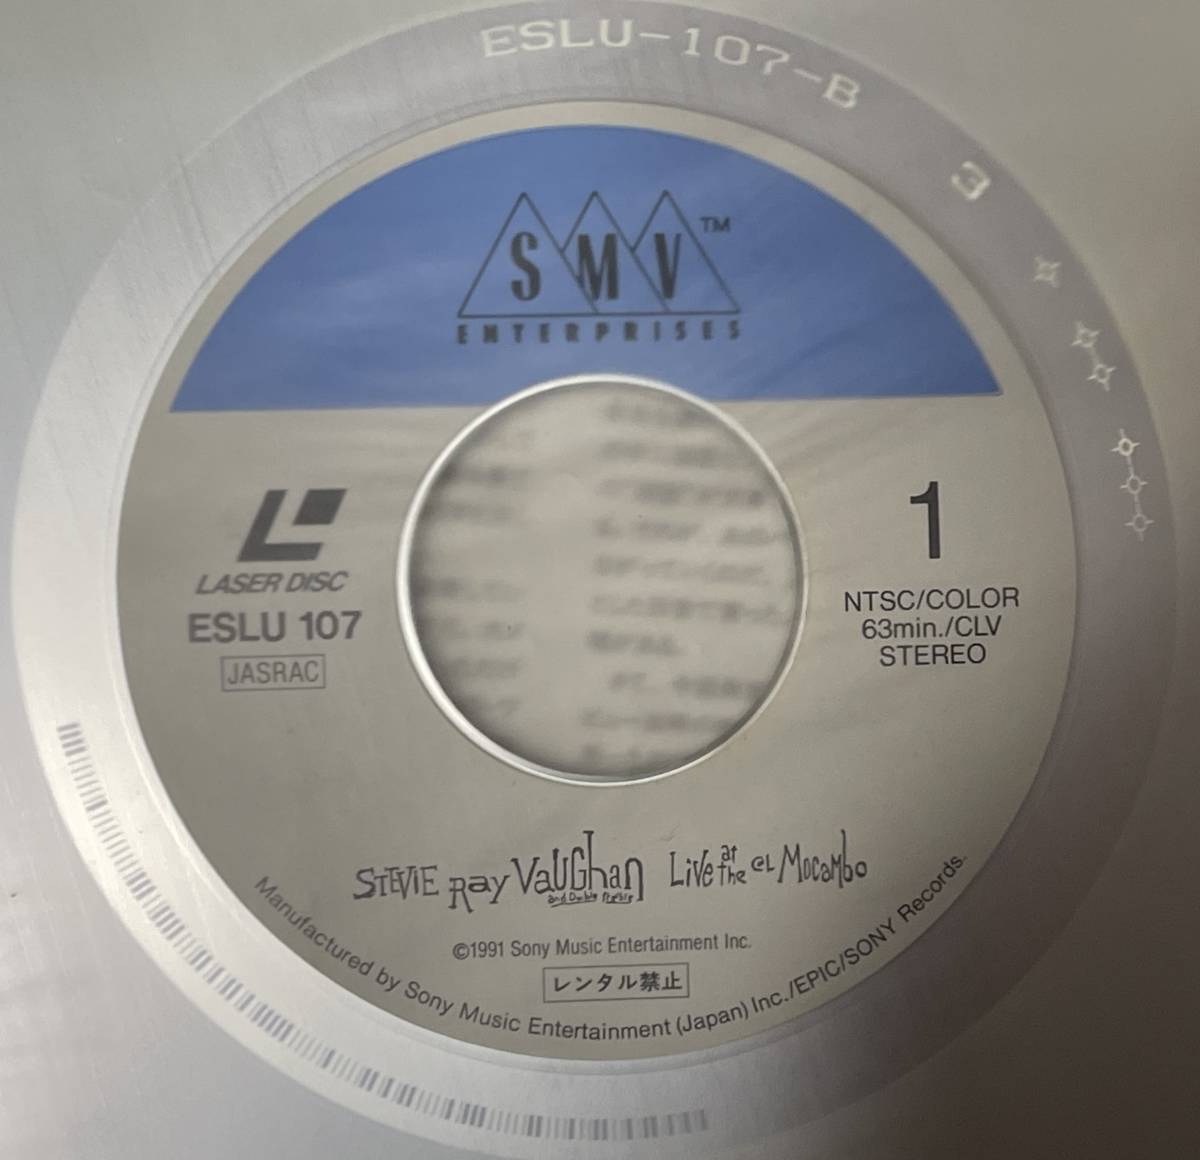 ESLU-107-B 3
SMV™
ENTERPRISES
LASER DISC
ESLU 107
JASRAC
1
NTSC/COLOR
63min./CLV
STEREO
STEVIE Ray VaUGhan LiVe at the eL Mocambo
and Double Trouble
©1991 Sony Music Entertainment Inc.
レンタル禁止
Manufactured by Sony Music Entertainment (Japan) Inc./EPIC/SONY Records.